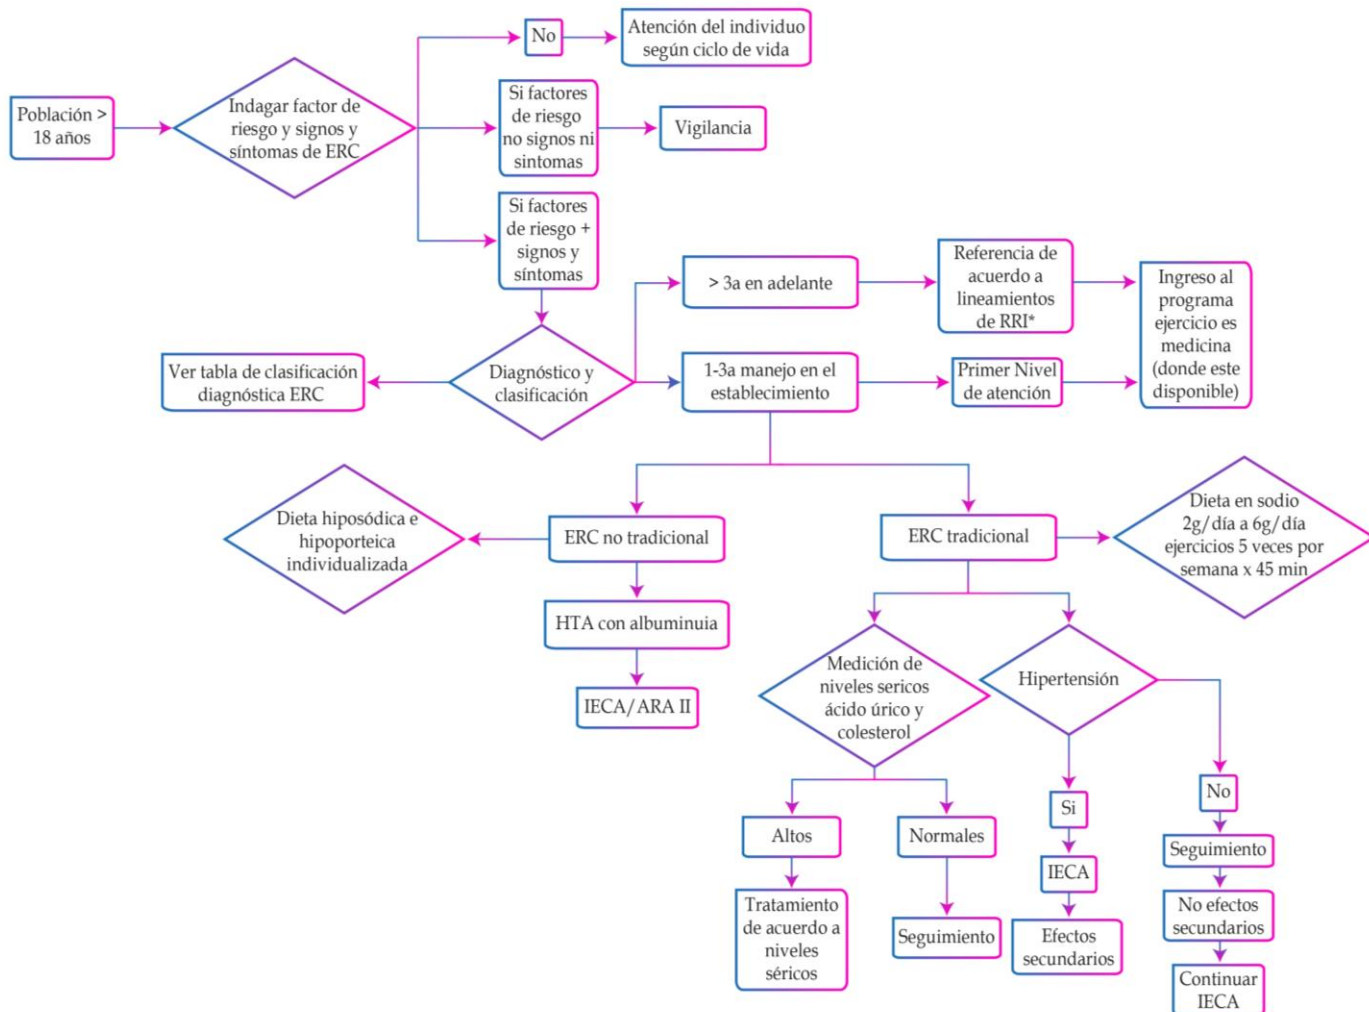 No
Atención del individuo
según ciclo de vida
Población >
18 años
Indagar factor de
riesgo y signos y
síntomas de ERC
Si factores
de riesgo
no signos ni
sintomas
Vigilancia
Si factores
de riesgo +
signos y
síntomas
> 3a en adelante
Referencia de
acuerdo a
lineamientos
de RRI*
Ingreso al
programa
ejercicio es
medicina
(donde este
disponible)
Ver tabla de clasificación
diagnóstica ERC
Diagnóstico y
clasificación
1-3a manejo en el
establecimiento
Primer Nivel
de atención
Dieta hiposódica e
hipoporteica
individualizada
ERC no tradicional
ERC tradicional
Dieta en sodio
2g/día a 6g/día
ejercicios 5 veces por
semana x 45 min
HTA con albuminuia
IECA/ARA II
Medición de
niveles sericos
ácido úrico y
colesterol
Hipertensión
Altos
Normales
Si
No
Tratamiento
de acuerdo a
niveles
séricos
Seguimiento
IECA
Efectos
secundarios
Seguimiento
No efectos
secundarios
Continuar
IECA